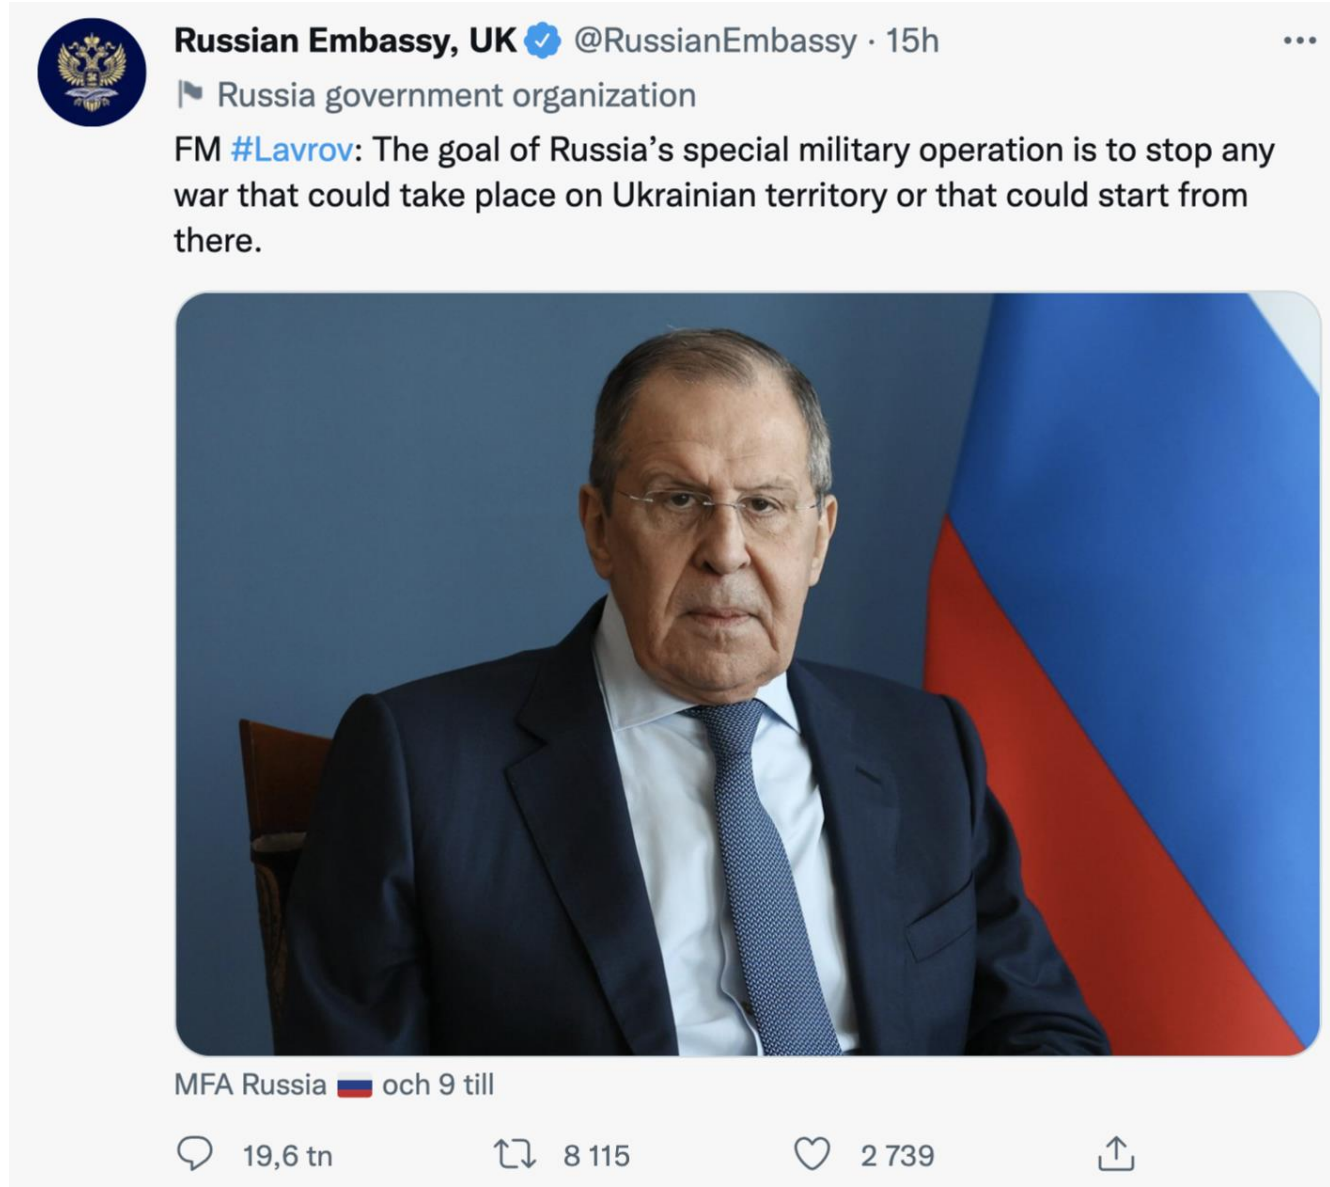 Russian Embassy, UK @RussianEmbassy · 15h
Russia government organization
FM #Lavrov: The goal of Russia’s special military operation is to stop any
war that could take place on Ukrainian territory or that could start from
there.
MFA Russia 🇷🇺 och 9 till
19,6 tn 8 115 2 739